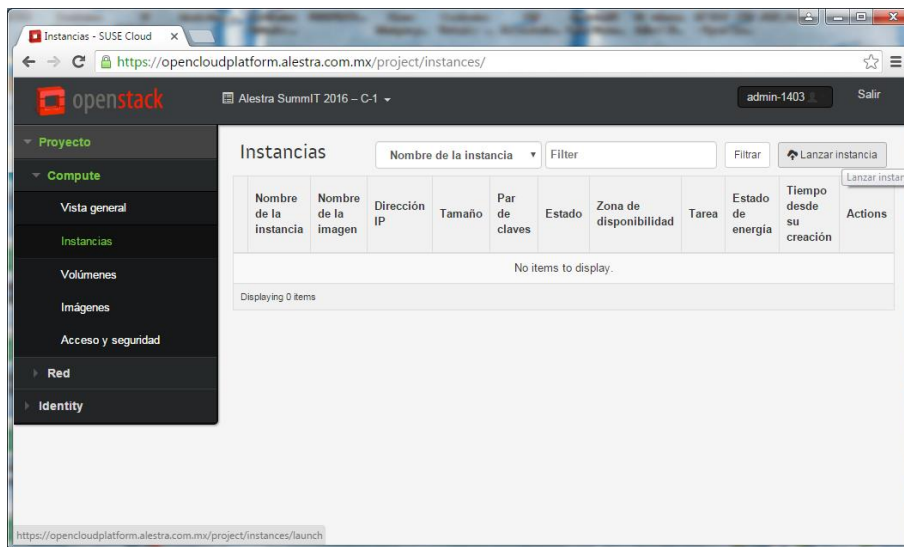 Instancias - SUSE Cloud
https://opencloudplatform.alestra.com.mx/project/instances/
openstack
Alestra SummIT 2016 – C-1
admin-1403
Salir
Proyecto
Compute
Vista general
Instancias
Volúmenes
Imágenes
Acceso y seguridad
Red
Identity
Instancias
Nombre de la instancia
Filter
Filtrar
Lanzar instancia
Lanzar instan
Nombre de la instancia
Nombre de la imagen
Dirección IP
Tamaño
Par de claves
Estado
Zona de disponibilidad
Tarea
Estado de energía
Tiempo desde su creación
Actions
No items to display.
Displaying 0 items
https://opencloudplatform.alestra.com.mx/project/instances/launch